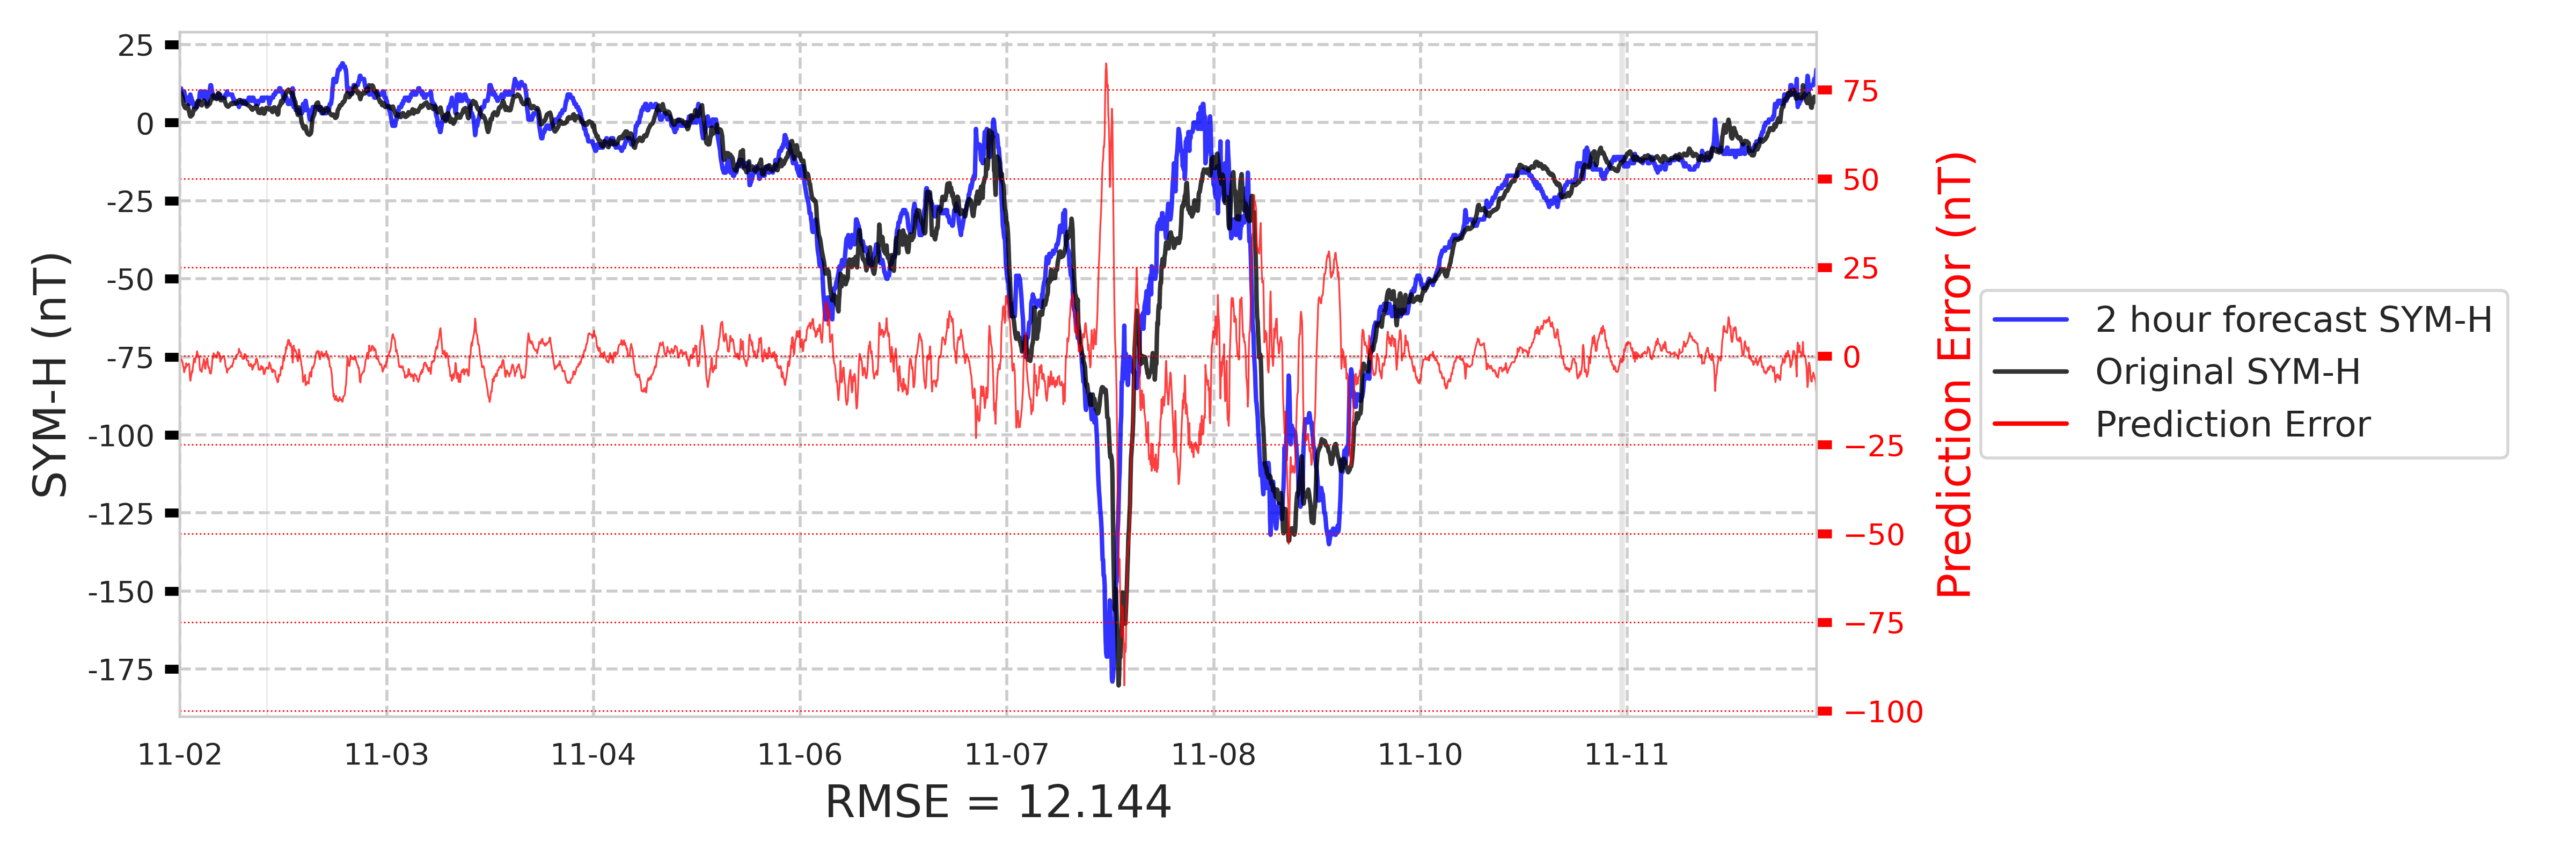 SYM-H (nT)
25
0
-25
-50
-75
-100
-125
-150
-175
11-02 11-03 11-04 11-06 11-07 11-08 11-10 11-11
RMSE = 12.144
75
50
25
0
−25
−50
−75
−100
Prediction Error (nT)
2 hour forecast SYM-H
Original SYM-H
Prediction Error